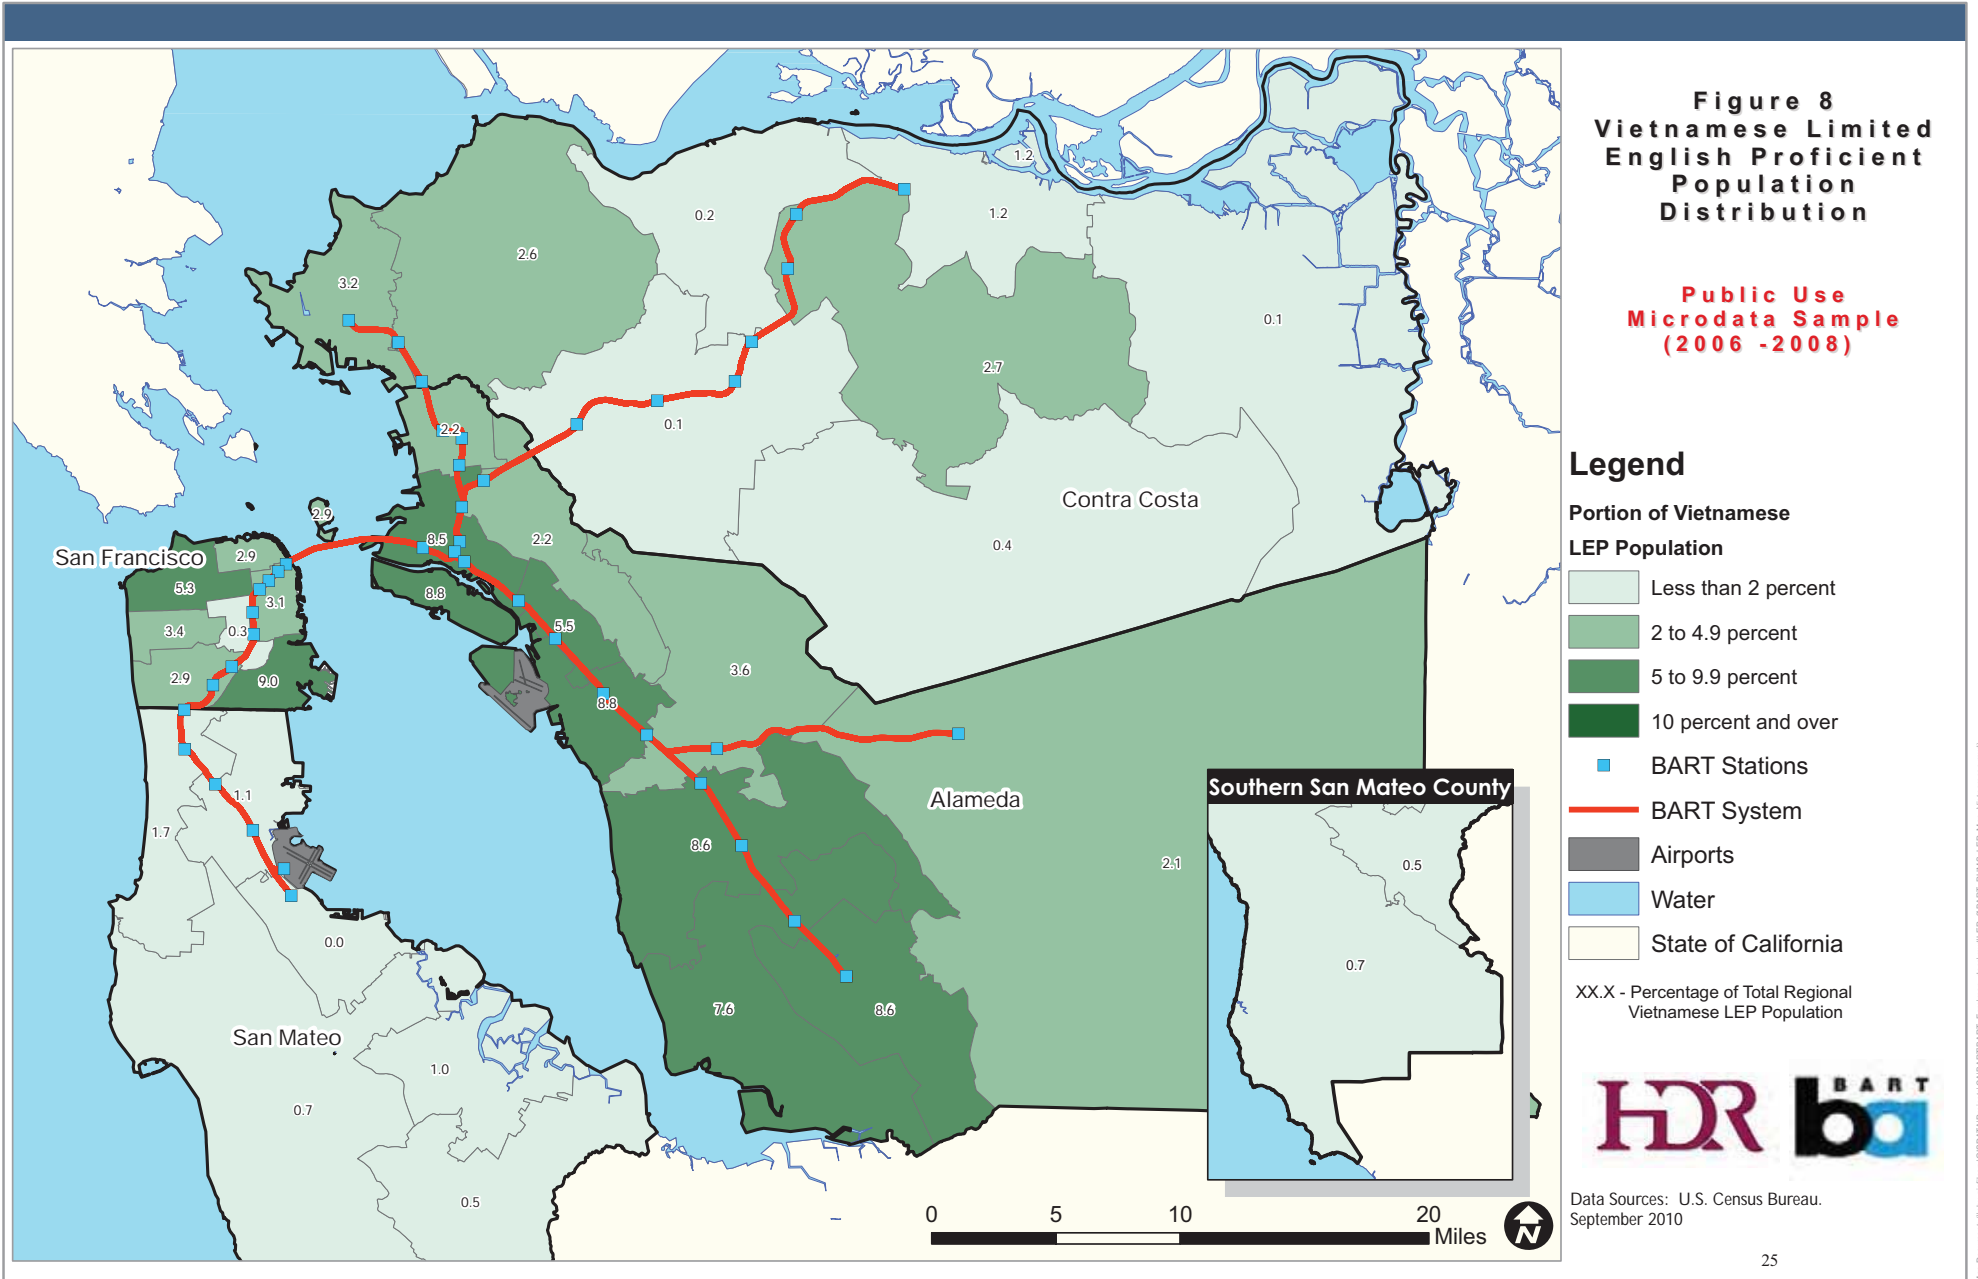 Figure 8
Vietnamese Limited
English Proficient
Population
Distribution
Public Use
Microdata Sample
(2006 -2008)
Legend
Portion of Vietnamese
LEP Population
Less than 2 percent
2 to 4.9 percent
5 to 9.9 percent
10 percent and over
BART Stations
BART System
Airports
Water
State of California
XX.X - Percentage of Total Regional
Vietnamese LEP Population
HDR
BART
ba
Data Sources: U.S. Census Bureau.
September 2010
25
1.2
0.2
1.2
2.6
3.2
0.1
2.7
0.1
2.2
Contra Costa
2.9
8.5
2.2
0.4
San Francisco
2.9
5.3
8.8
3.1
3.4
0.3
5.5
2.9
9.0
3.6
8.8
Alameda
1.1
1.7
8.6
2.1
0.0
7.6
8.6
San Mateo
1.0
0.7
0.5
Southern San Mateo County
0.5
0.7
0 5 10 20
Miles
N